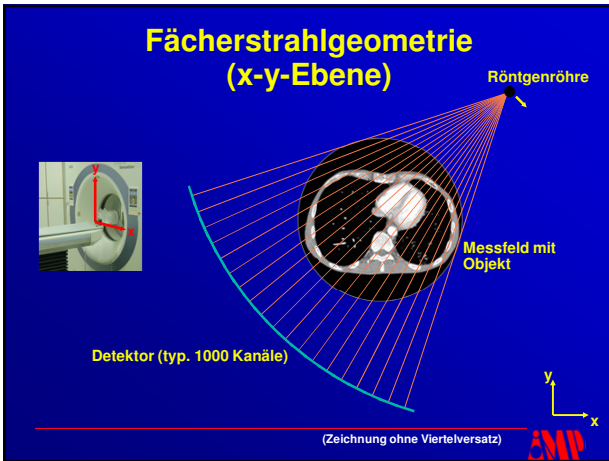 Fächerstrahlgeometrie
(x-y-Ebene)
Röntgenröhre
y
x
Messfeld mit
Objekt
Detektor (typ. 1000 Kanäle)
y
x
(Zeichnung ohne Viertelversatz)
iMP